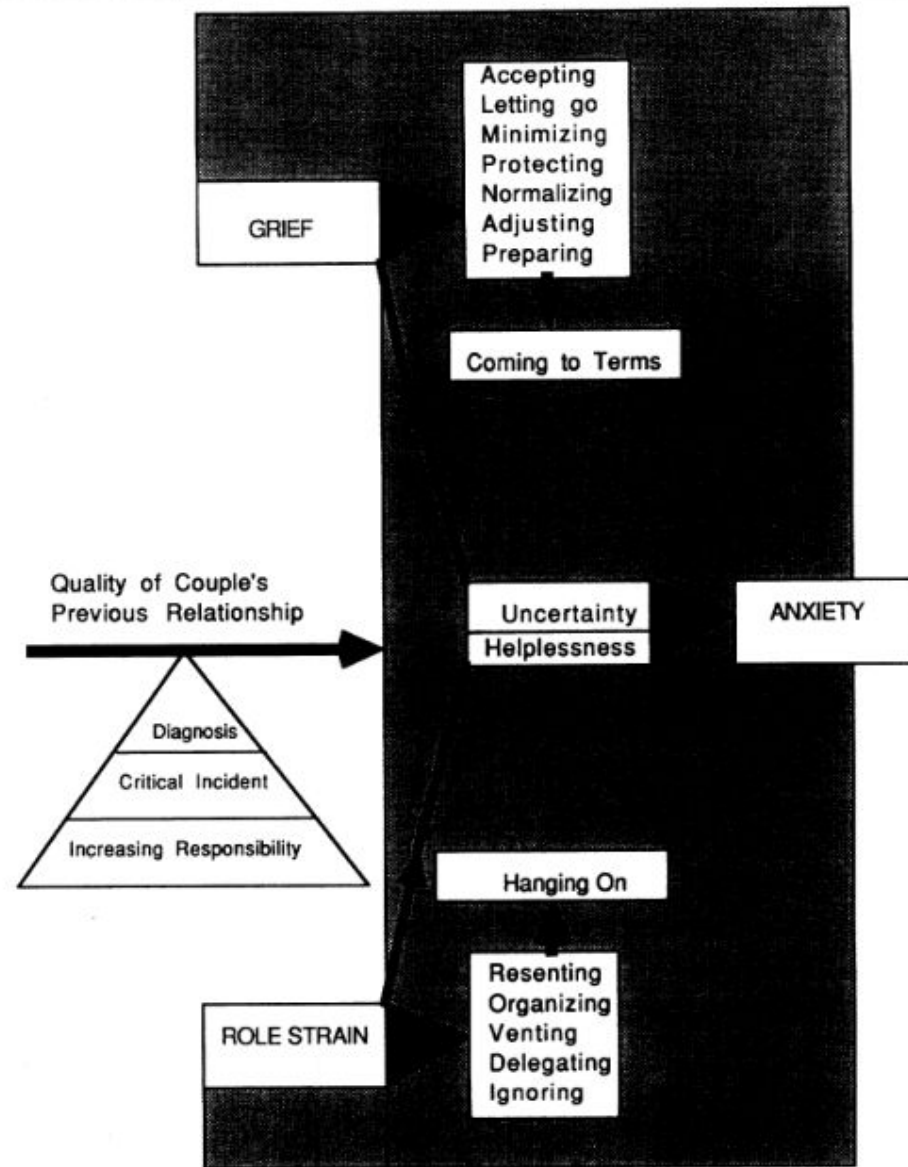 Accepting
Letting go
Minimizing
Protecting
Normalizing
Adjusting
Preparing
GRIEF
Coming to Terms
Quality of Couple's
Previous Relationship
Uncertainty
Helplessness
ANXIETY
Diagnosis
Critical Incident
Increasing Responsibility
Hanging On
ROLE STRAIN
Resenting
Organizing
Venting
Delegating
Ignoring